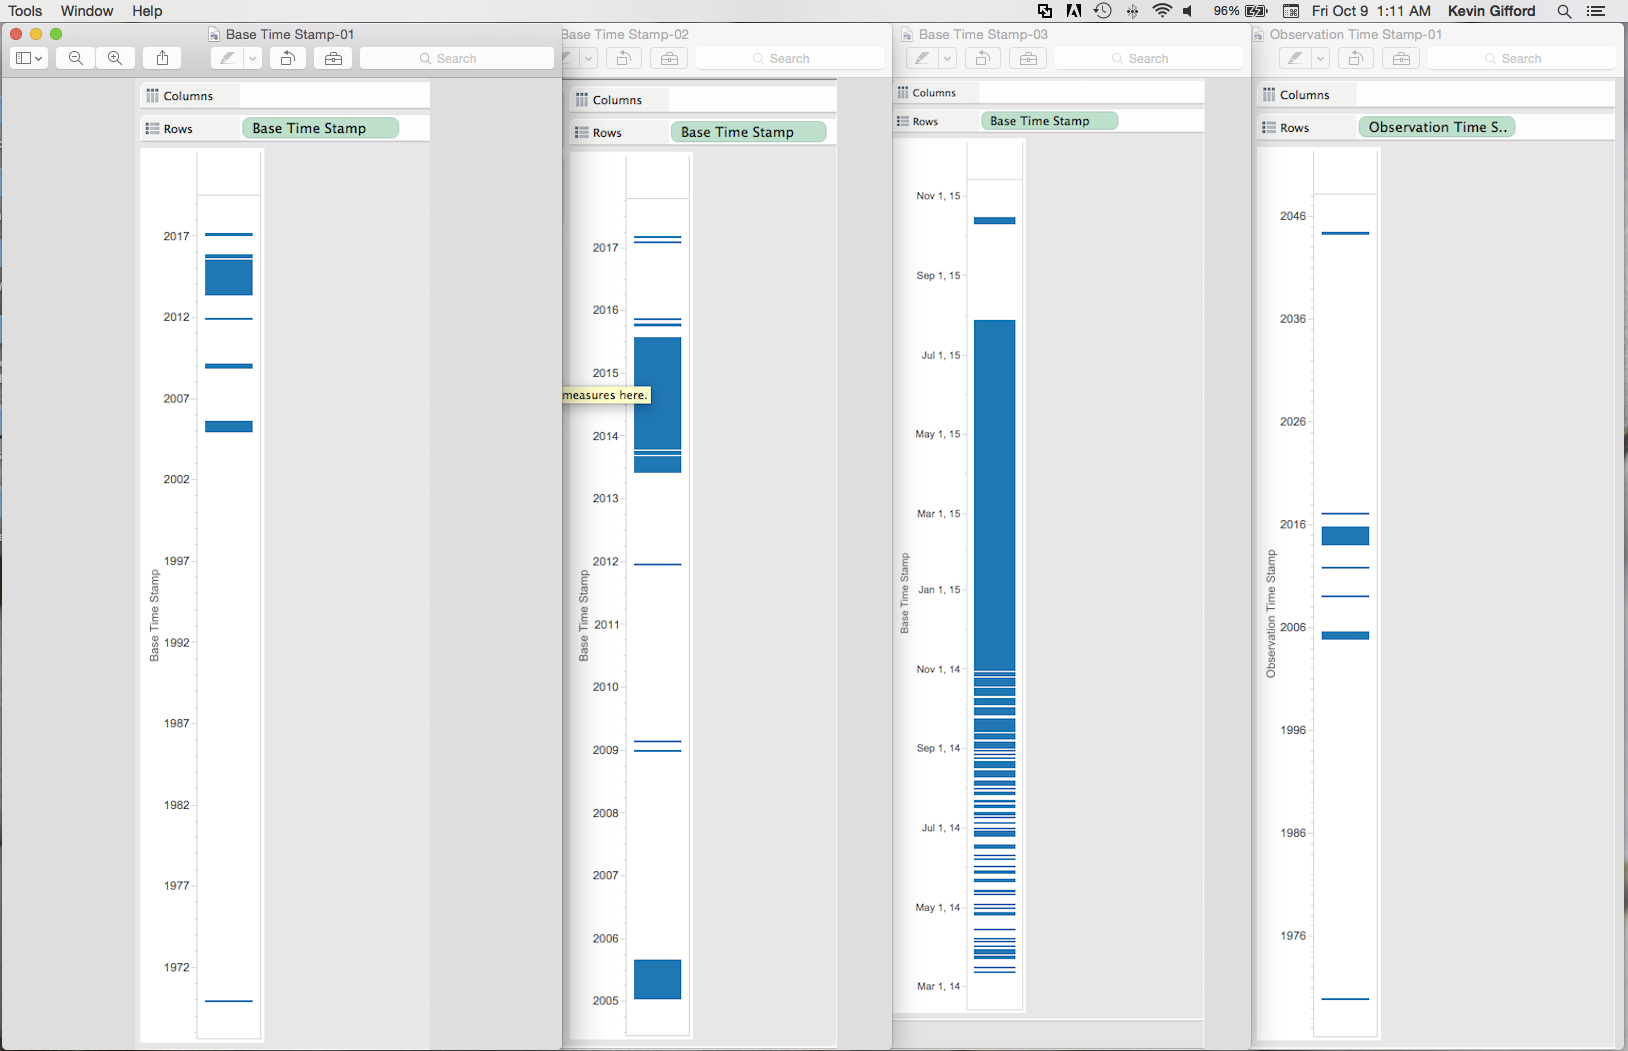 Tools Window Help
96% Fri Oct 9 1:11 AM Kevin Gifford
Base Time Stamp-01
Search
Columns
Rows Base Time Stamp
2017
2012
2007
2002
1997
1992
1987
1982
1977
1972
Base Time Stamp
Base Time Stamp-02
Search
Columns
Rows Base Time Stamp
2017
2016
2015
measures here.
2014
2013
2012
2011
2010
2009
2008
2007
2006
2005
Base Time Stamp
Base Time Stamp-03
Search
Columns
Rows Base Time Stamp
Nov 1, 15
Sep 1, 15
Jul 1, 15
May 1, 15
Mar 1, 15
Jan 1, 15
Nov 1, 14
Sep 1, 14
Jul 1, 14
May 1, 14
Mar 1, 14
Base Time Stamp
Observation Time Stamp-01
Search
Columns
Rows Observation Time S..
2046
2036
2026
2016
2006
1996
1986
1976
Observation Time Stamp